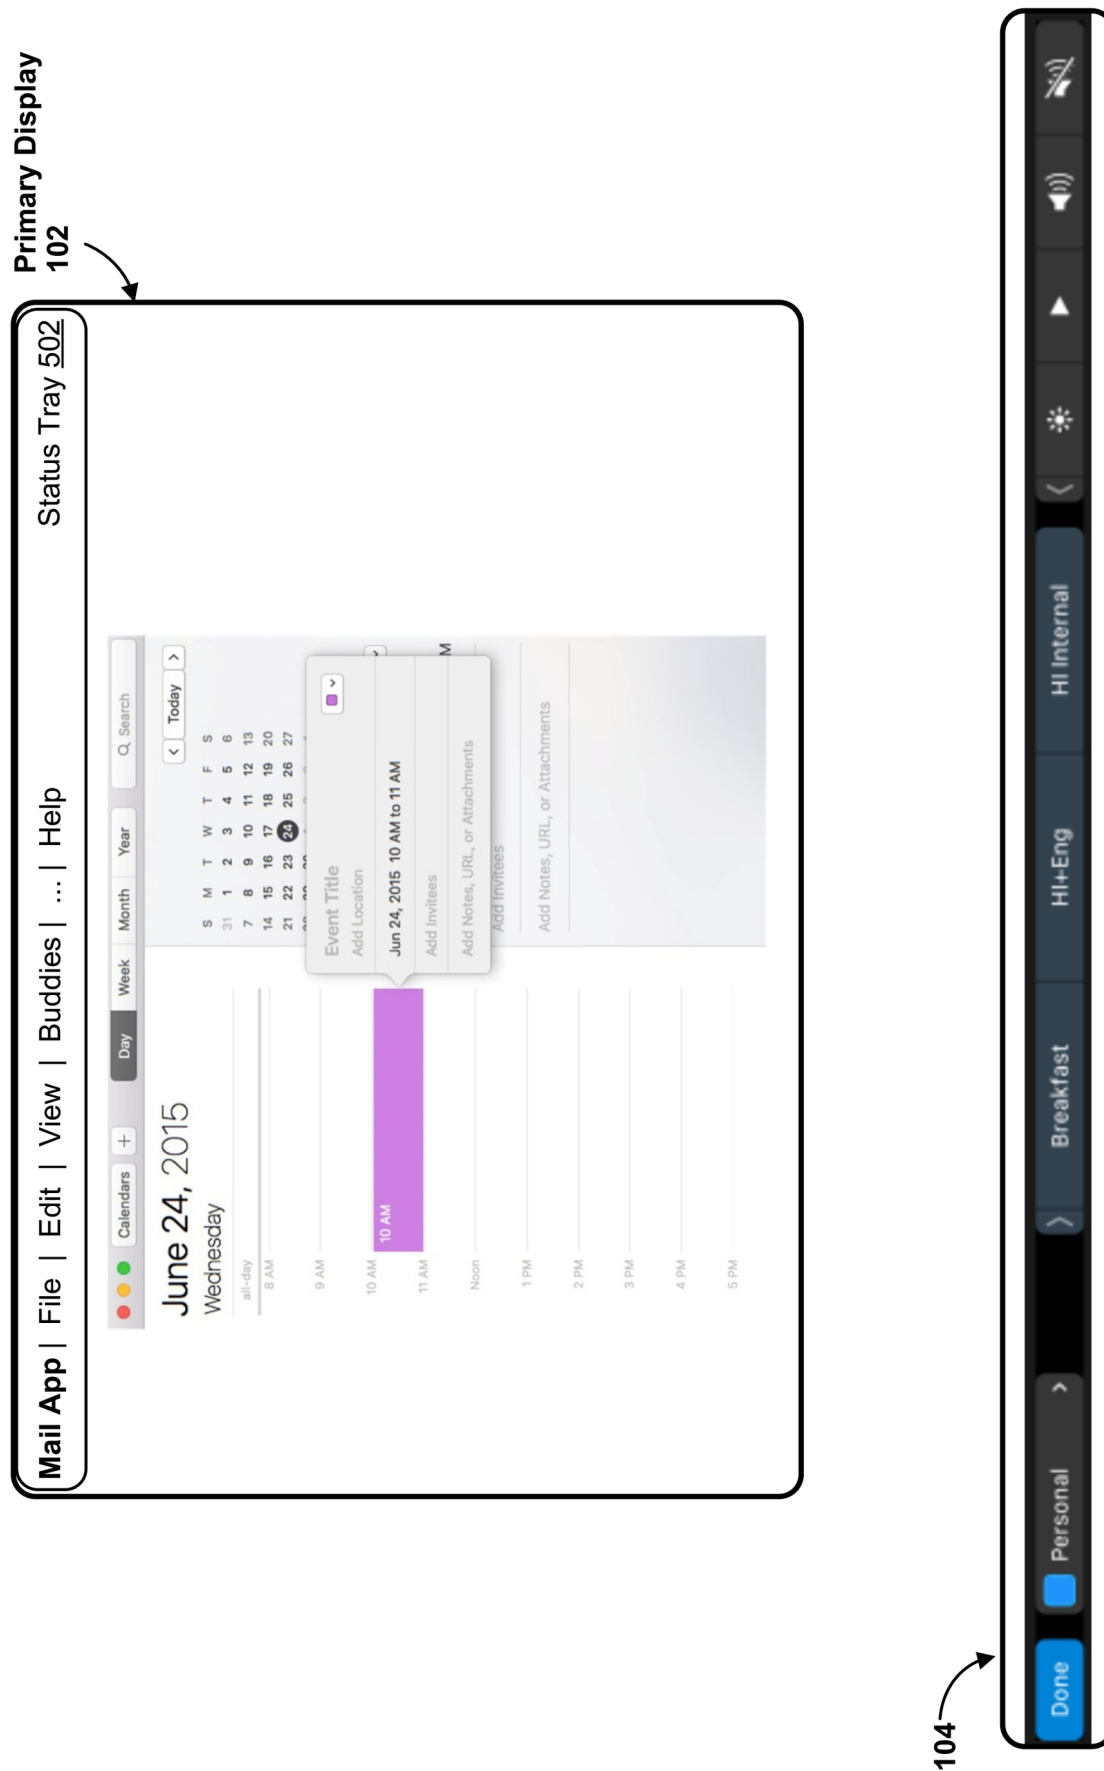 Primary Display
102
Mail App | File | Edit | View | Buddies | ... | Help
Status Tray 502
Calendars +
Day Week Month Year
Search
June 24, 2015
Wednesday
< Today >
S M T W T F S
31 1 2 3 4 5 6
7 8 9 10 11 12 13
14 15 16 17 18 19 20
21 22 23 24 25 26 27
all-day
8 AM
9 AM
10 AM
10 AM
11 AM
Noon
1 PM
2 PM
3 PM
4 PM
5 PM
Event Title
Add Location
Jun 24, 2015 10 AM to 11 AM
Add Invitees
Add Notes, URL, or Attachments
M
Add Invitees
Add Notes, URL, or Attachments
104
Done
Personal >
Breakfast
HI+Eng
HI Internal